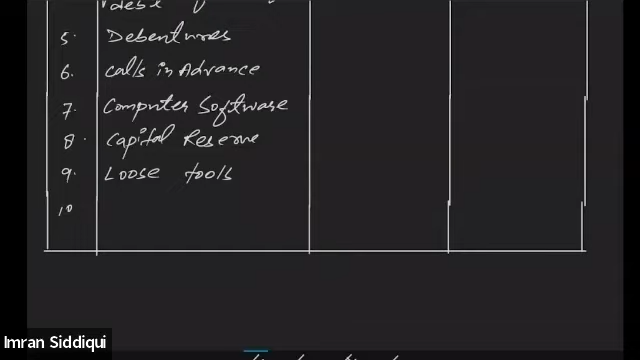 5. Debentures
6. Calls in Advance
7. Computer Software
8. Capital Reserve
9. Loose tools
10
Imran Siddiqui